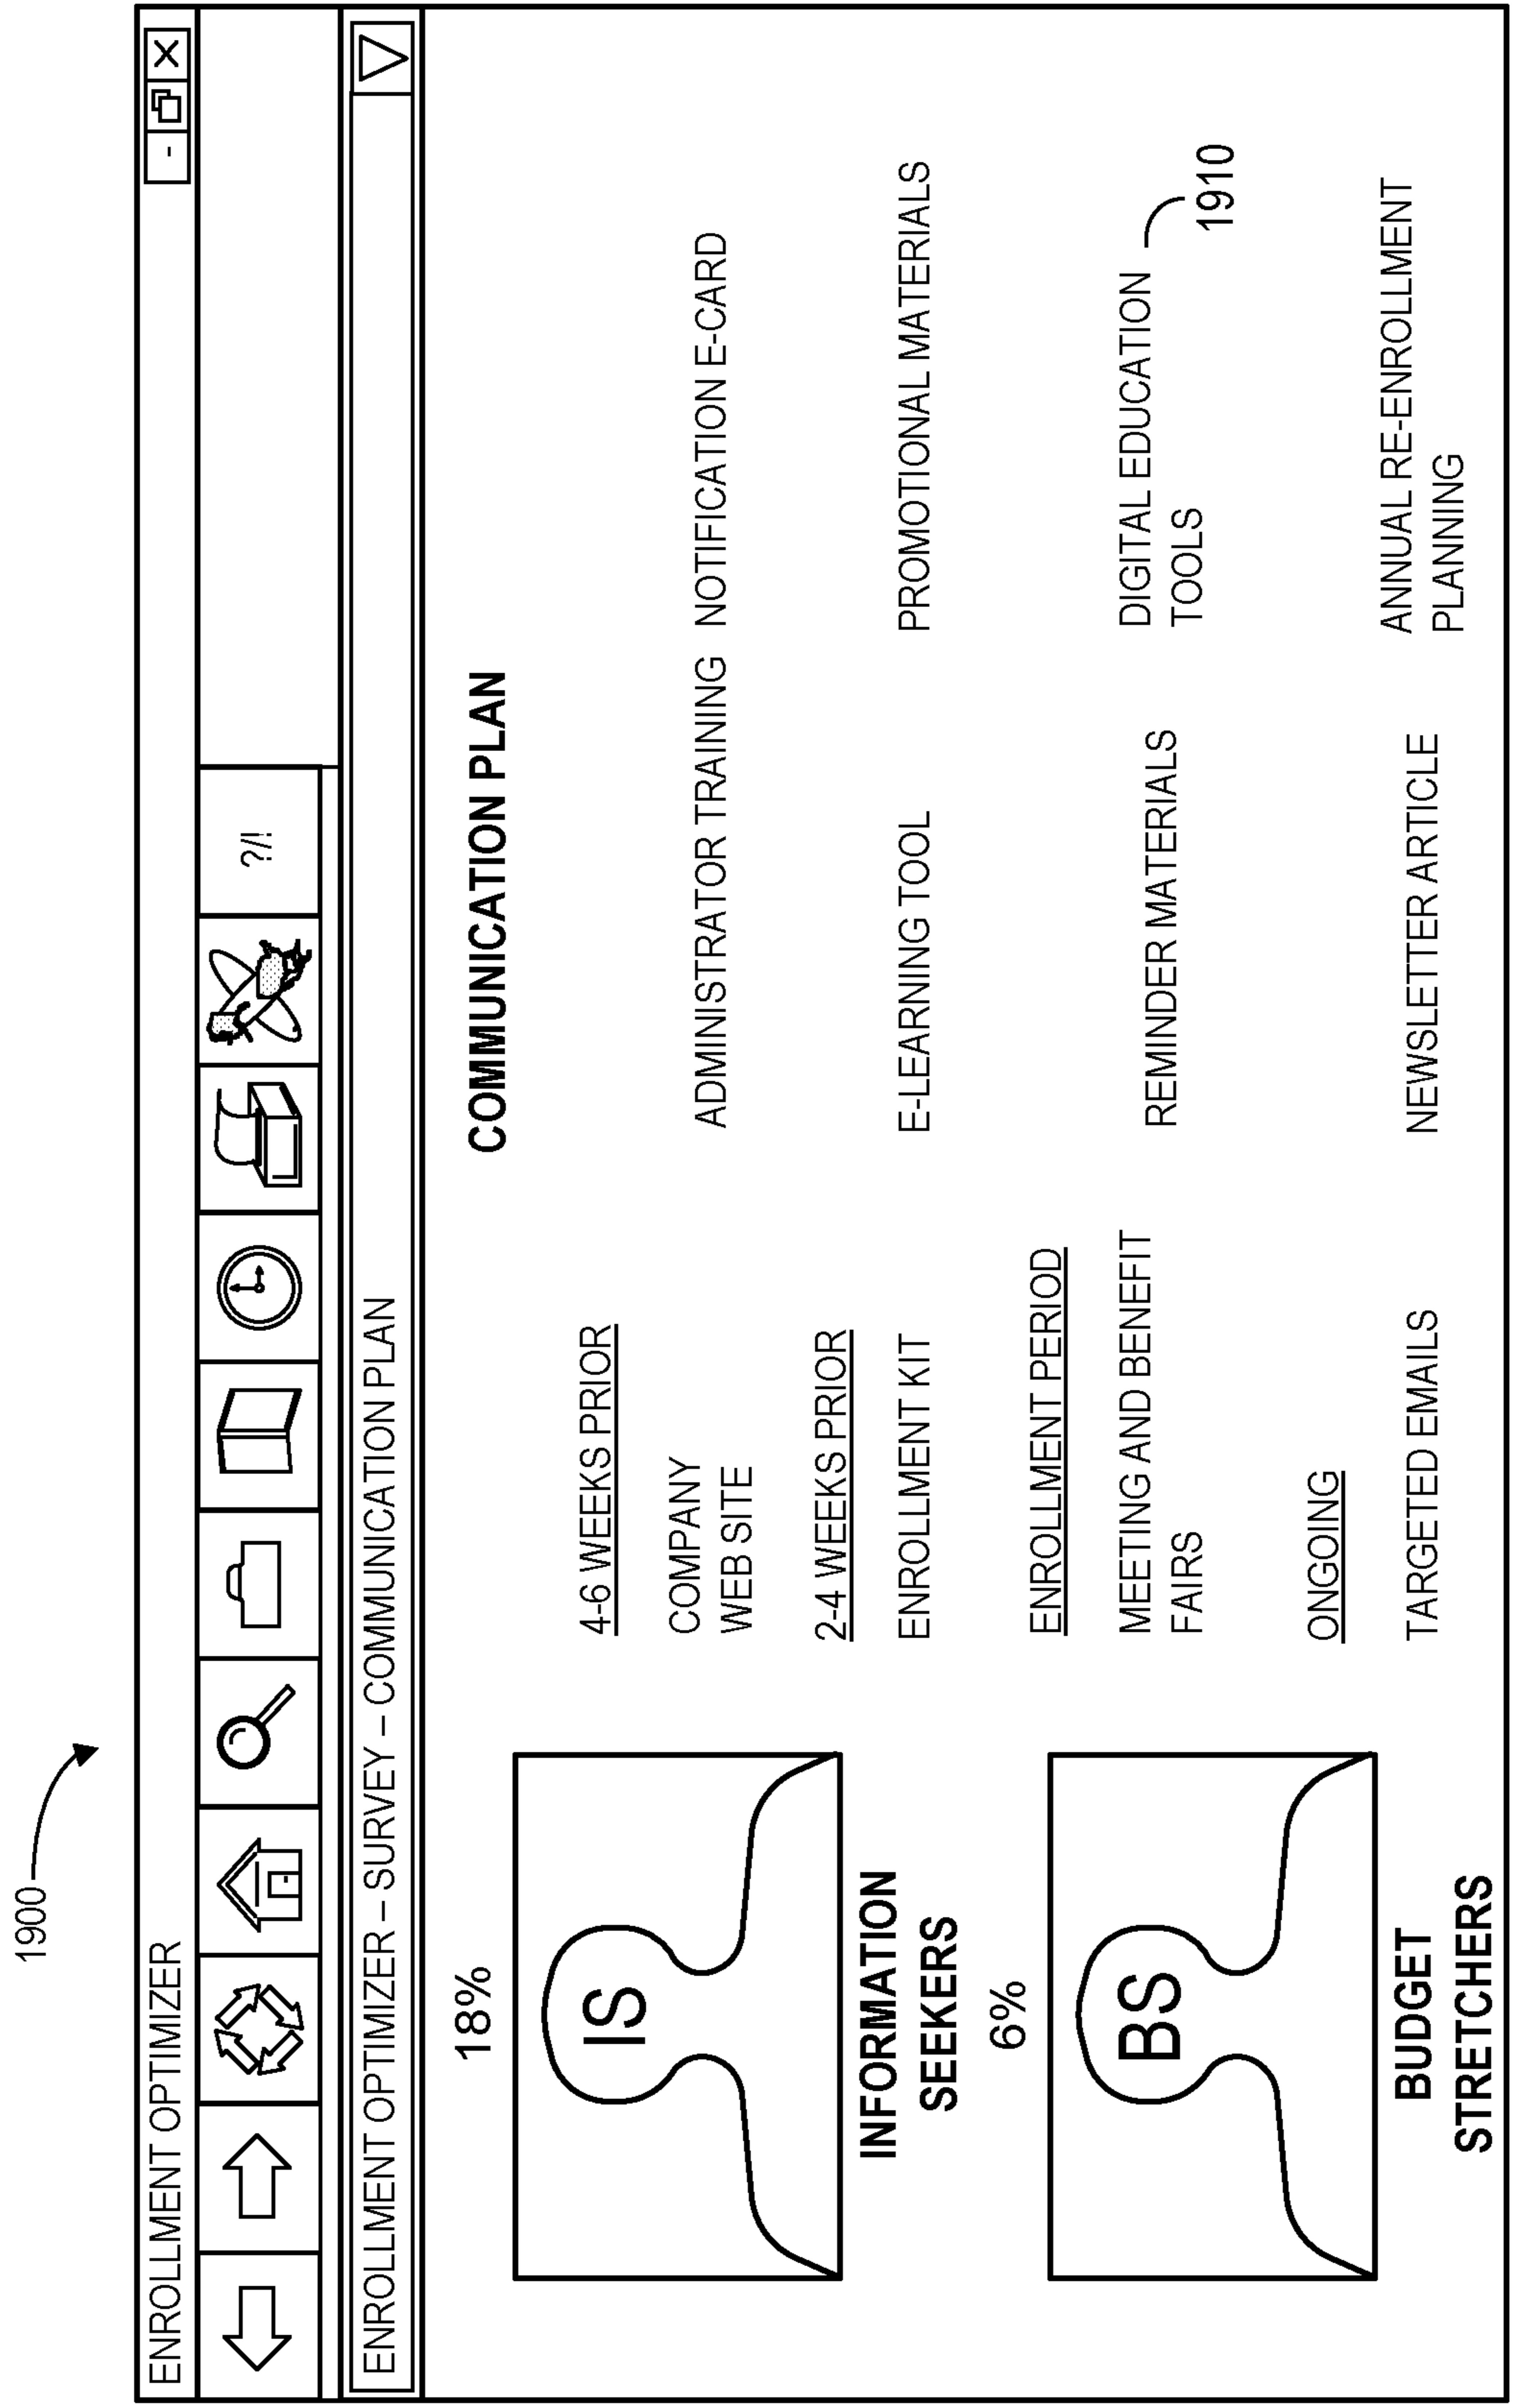 1900
ENROLLMENT OPTIMIZER
- X
?/!
ENROLLMENT OPTIMIZER – SURVEY – COMMUNICATION PLAN
COMMUNICATION PLAN
18%
IS
INFORMATION
SEEKERS
6%
BS
BUDGET
STRETCHERS
4-6 WEEKS PRIOR
COMPANY
WEB SITE
ADMINISTRATOR TRAINING
NOTIFICATION E-CARD
2-4 WEEKS PRIOR
ENROLLMENT KIT
E-LEARNING TOOL
PROMOTIONAL MATERIALS
ENROLLMENT PERIOD
MEETING AND BENEFIT
FAIRS
REMINDER MATERIALS
DIGITAL EDUCATION
TOOLS
1910
ONGOING
TARGETED EMAILS
NEWSLETTER ARTICLE
ANNUAL RE-ENROLLMENT
PLANNING